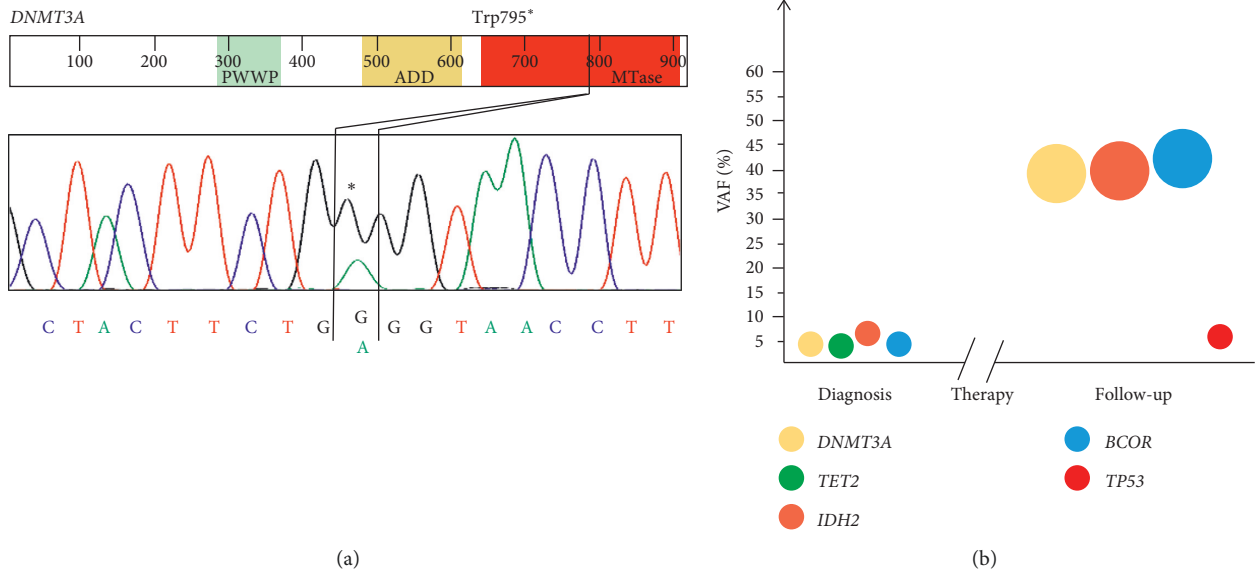 DNMT3A
Trp795*
100 200 300 400 500 600 700 800 900
PWWP ADD MTase
*
C T A C T T C T G G G G T A A C C T T
A
(a)
VAF (%)
60
55
50
45
40
35
30
25
20
15
10
5
Diagnosis Therapy Follow-up
DNMT3A
TET2
IDH2
BCOR
TP53
(b)